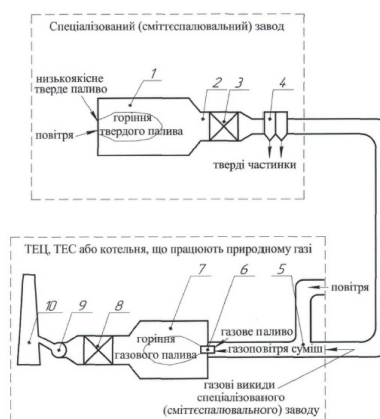 Спеціалізований (сміттєспалювальний) завод
1
2
3
4
низькоякісне
тверде паливо
повітря
горіння
твердого палива
тверді частинки
ТЕЦ, ТЕС або котельня, що працюють природному газі
10
9
8
7
6
5
повітря
горіння
газового палива
газове паливо
газоповітря суміш
газові викиди
спеціалізованого
(сміттєспалювального) заводу